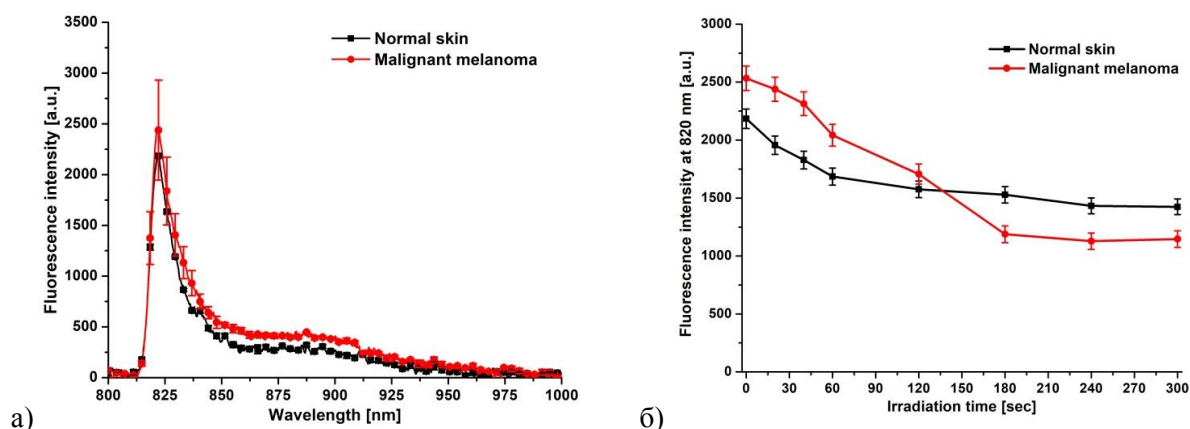 3500
3000
2500
2000
1500
1000
500
0
Fluorescence intensity [a.u.]
Normal skin
Malignant melanoma
800 825 850 875 900 925 950 975 1000
Wavelength [nm]
а)
3000
2500
2000
1500
1000
500
0
Fluorescence intensity at 820 nm [a.u.]
Normal skin
Malignant melanoma
0 30 60 90 120 150 180 210 240 270 300
Irradiation time [sec]
б)